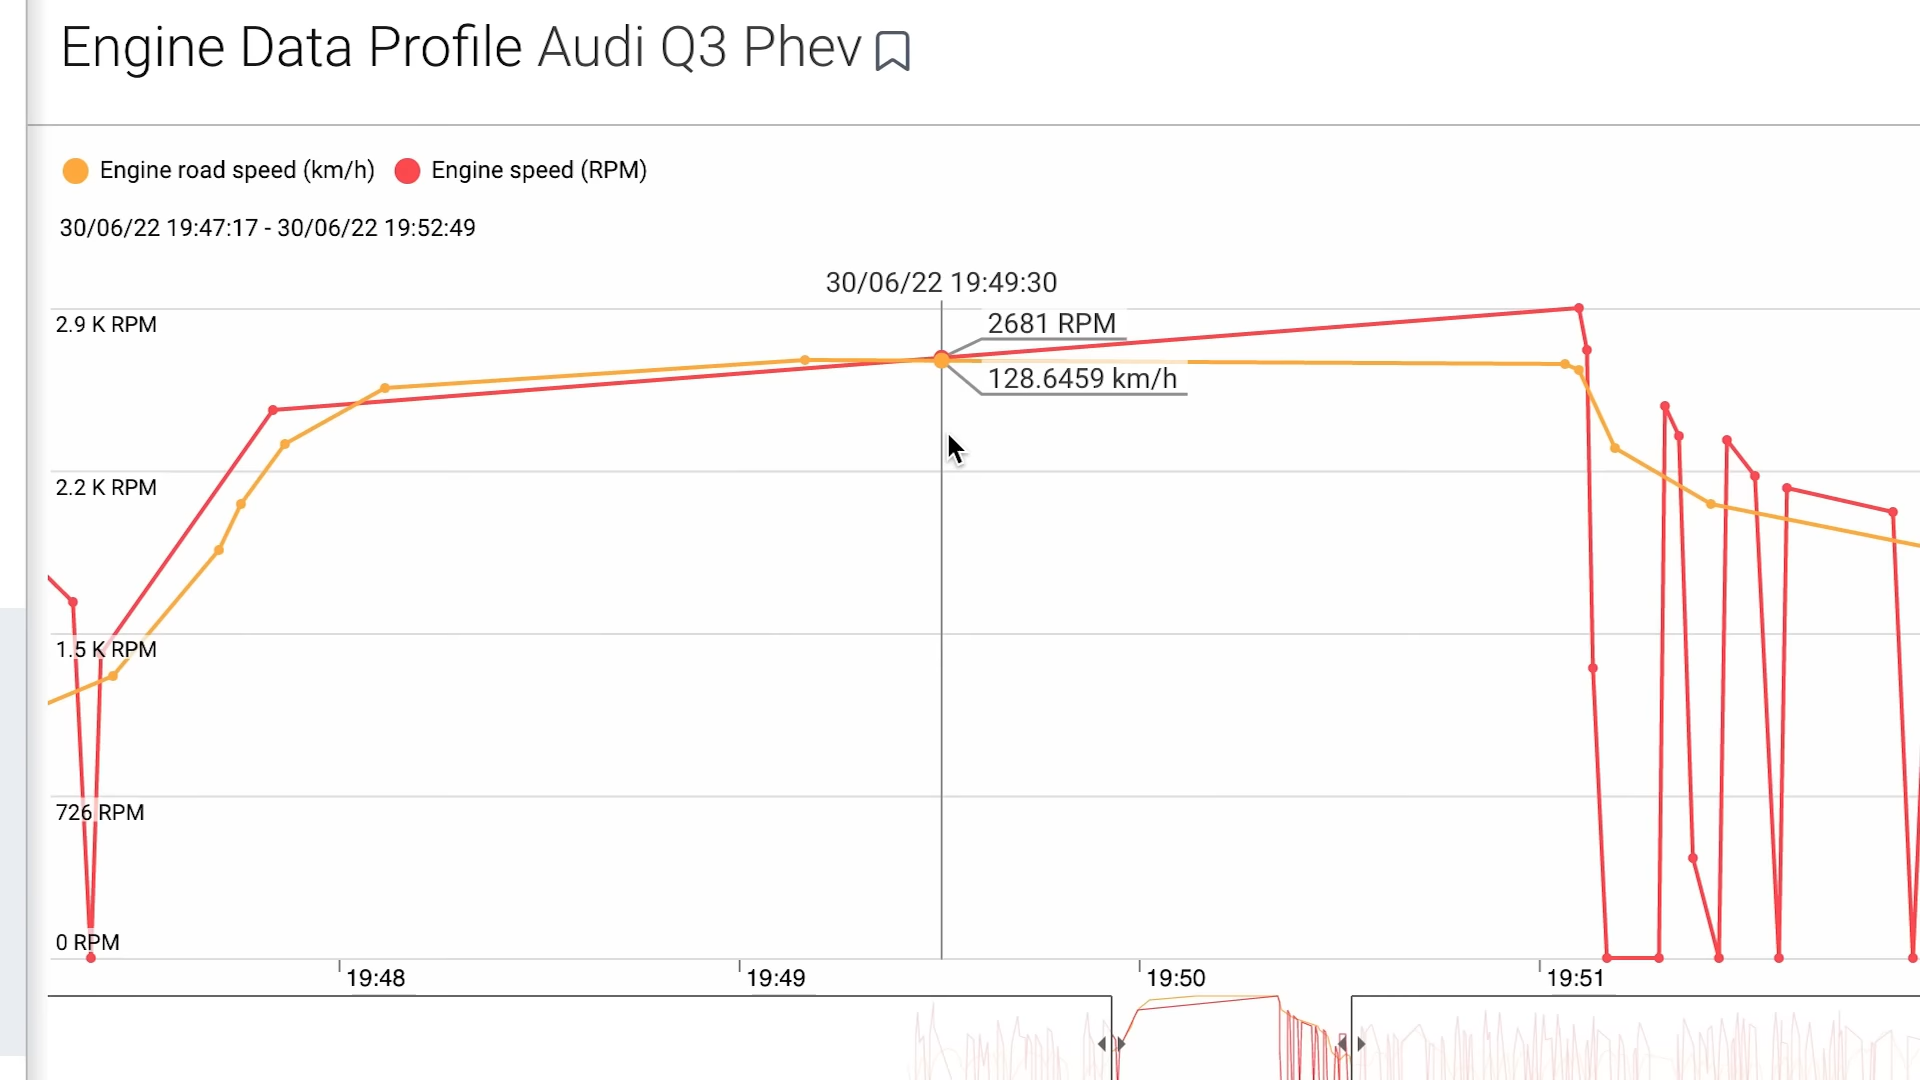 Engine Data Profile Audi Q3 Phev
Engine road speed (km/h) Engine speed (RPM)
30/06/22 19:47:17 - 30/06/22 19:52:49
30/06/22 19:49:30
2.9 K RPM
2681 RPM
128.6459 km/h
2.2 K RPM
1.5 K RPM
726 RPM
0 RPM
19:48 19:49 19:50 19:51